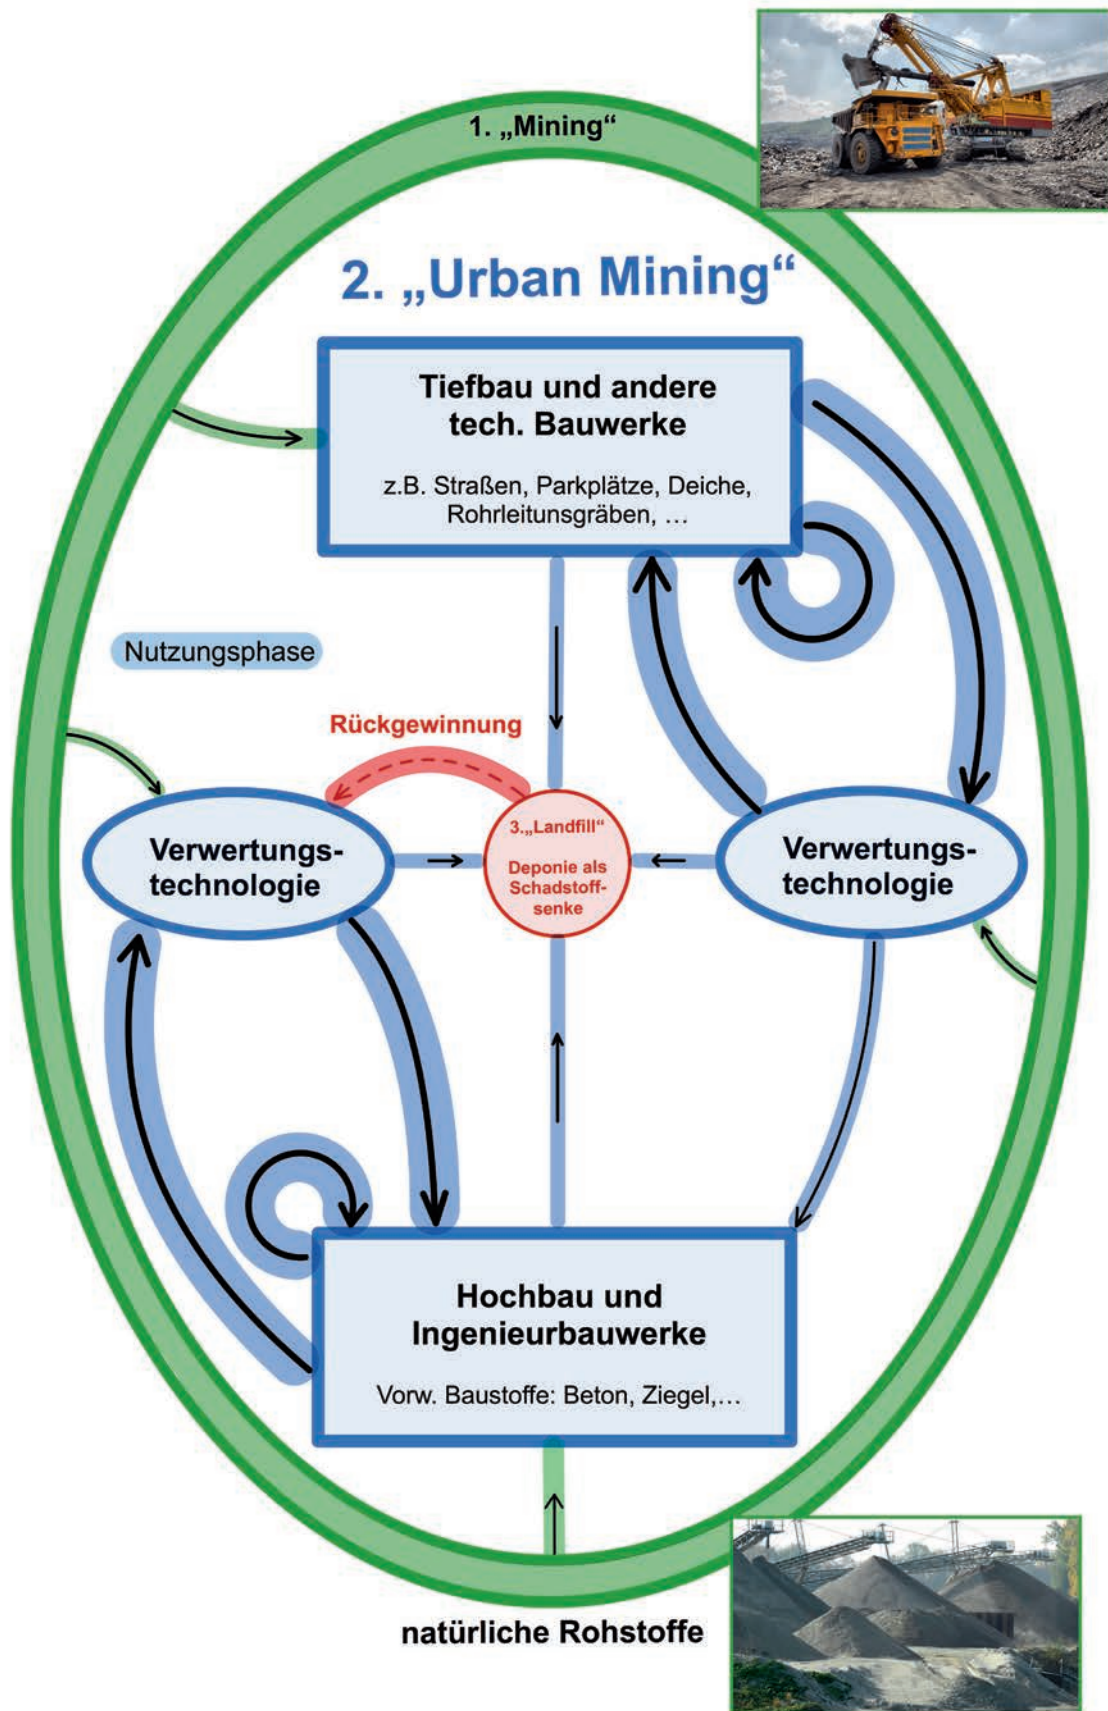 1. „Mining“
2. „Urban Mining“
Tiefbau und andere
tech. Bauwerke
z.B. Straßen, Parkplätze, Deiche,
Rohrleitunsgräben, …
Nutzungsphase
Rückgewinnung
Verwertungs-
technologie
3.„Landfill“
Deponie als
Schadstoff-
senke
Verwertungs-
technologie
Hochbau und
Ingenieurbauwerke
Vorw. Baustoffe: Beton, Ziegel,…
natürliche Rohstoffe